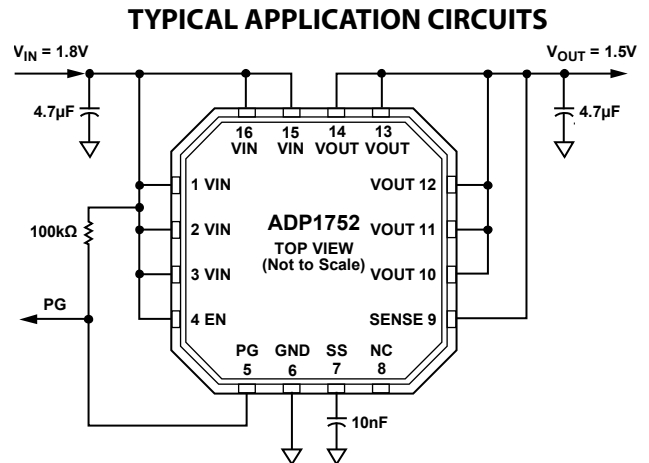 TYPICAL APPLICATION CIRCUITS
VIN = 1.8V
VOUT = 1.5V
4.7µF
4.7µF
16 15 14 13
VIN VIN VOUT VOUT
1 VIN
VOUT 12
ADP1752
TOP VIEW
(Not to Scale)
2 VIN
VOUT 11
100kΩ
3 VIN
VOUT 10
PG
4 EN
SENSE 9
PG GND SS NC
5 6 7 8
10nF